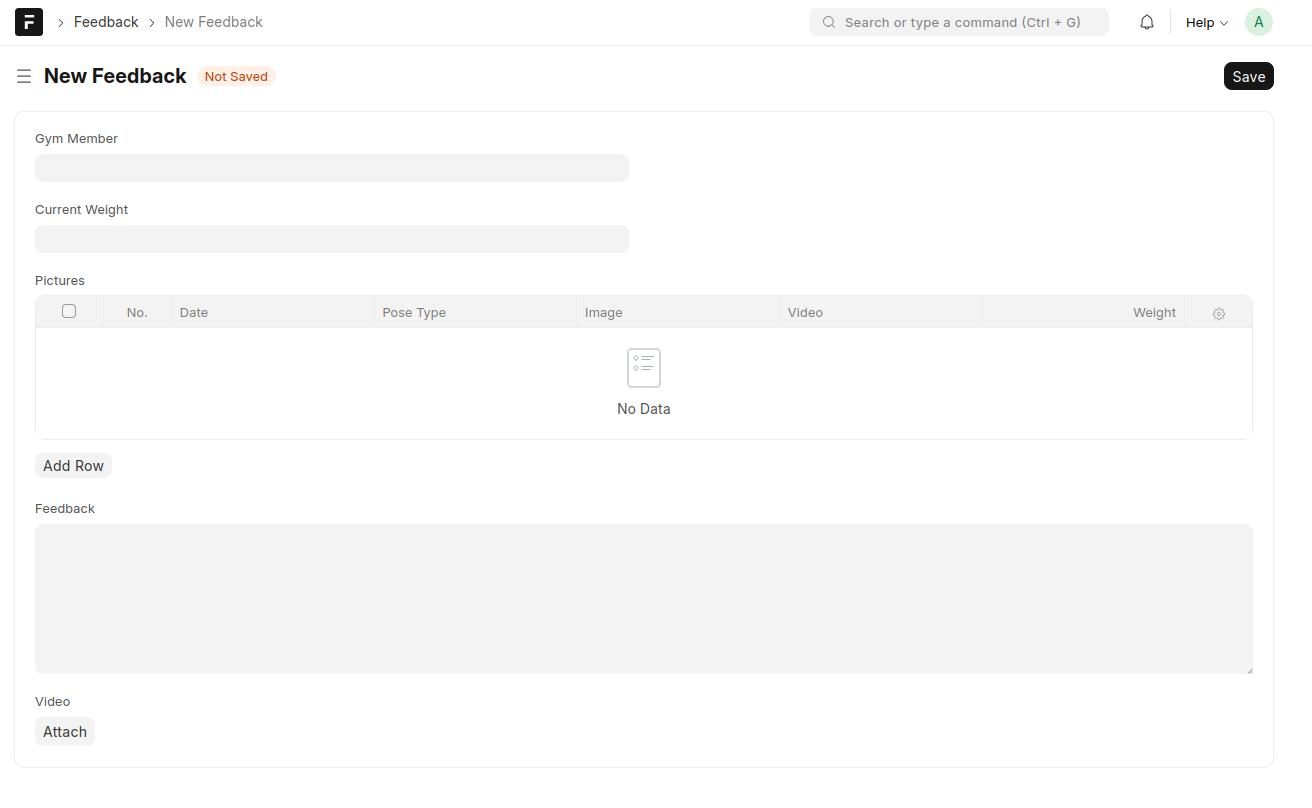 Feedback New Feedback Search or type a command (Ctrl + G) Help A
New Feedback Not Saved Save
Gym Member
Current Weight
Pictures
No. Date Pose Type Image Video Weight
No Data
Add Row
Feedback
Video
Attach